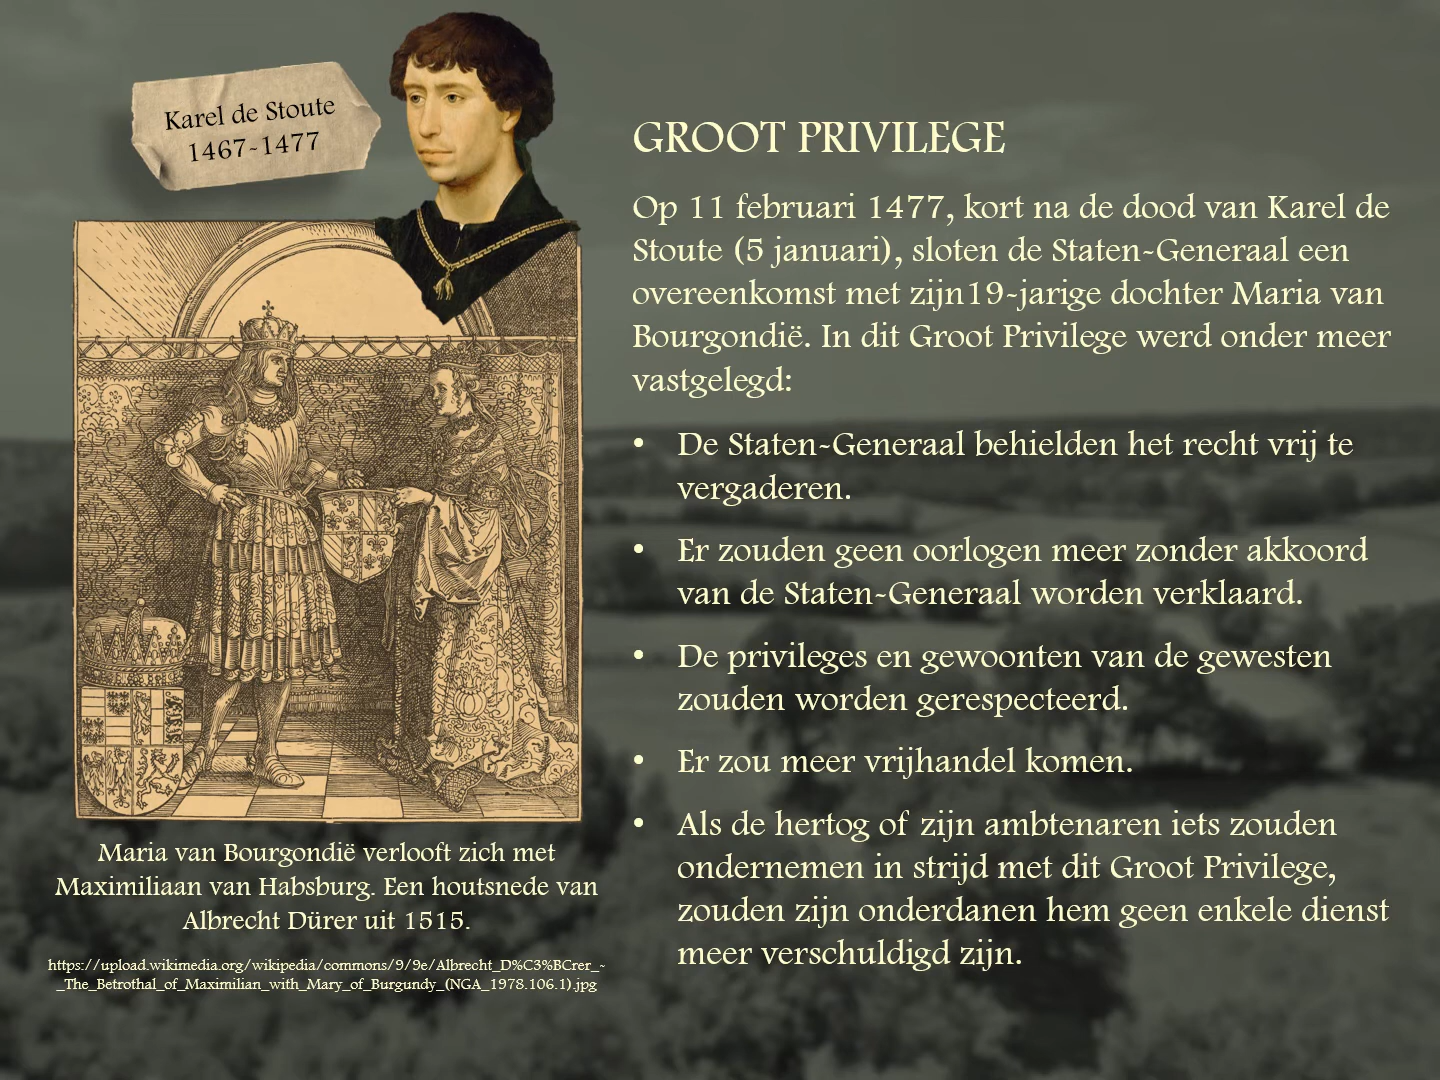 Karel de Stoute
1467-1477
GROOT PRIVILEGE
Op 11 februari 1477, kort na de dood van Karel de
Stoute (5 januari), sloten de Staten-Generaal een
overeenkomst met zijn19-jarige dochter Maria van
Bourgondië. In dit Groot Privilege werd onder meer
vastgelegd:
• De Staten-Generaal behielden het recht vrij te
vergaderen.
• Er zouden geen oorlogen meer zonder akkoord
van de Staten-Generaal worden verklaard.
• De privileges en gewoonten van de gewesten
zouden worden gerespecteerd.
• Er zou meer vrijhandel komen.
• Als de hertog of zijn ambtenaren iets zouden
ondernemen in strijd met dit Groot Privilege,
zouden zijn onderdanen hem geen enkele dienst
meer verschuldigd zijn.
Maria van Bourgondië verlooft zich met
Maximiliaan van Habsburg. Een houtsnede van
Albrecht Dürer uit 1515.
https://upload.wikimedia.org/wikipedia/commons/9/9e/Albrecht_D%C3%BCrer_-
_The_Betrothal_of_Maximilian_with_Mary_of_Burgundy_(NGA_1978.106.1).jpg